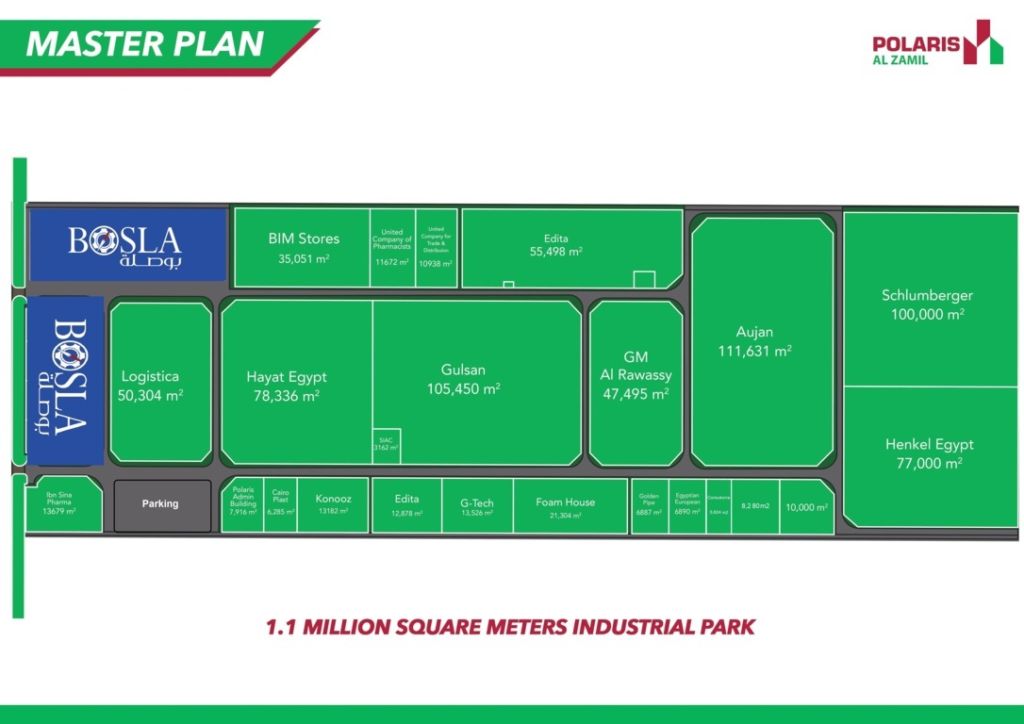 MASTER PLAN
POLARIS
AL ZAMIL
BOSLA
بوصلة
BIM Stores
35,051 m²
United
Company of
Pharmacists
11672 m²
United
Company for
Trade &
Distribution
10938 m²
Edita
55,498 m²
Aujan
111,631 m²
Schlumberger
100,000 m²
BOSLA
بوصلة
Logistica
50,304 m²
Hayat Egypt
78,336 m²
Gulsan
105,450 m²
SIAC
3162 m²
GM
Al Rawassy
47,495 m²
Henkel Egypt
77,000 m²
Ibn Sina
Pharma
13679 m²
Parking
Polaris
Admin
Building
7,916 m²
Cairo
Plast
6,285 m²
Konooz
13182 m²
Edita
12,878 m²
G-Tech
13,526 m²
Foam House
21,304 m²
Golden
Pipe
6887 m²
Egyptian
European
6890 m²
8,2 80m2
10,000 m²
1.1 MILLION SQUARE METERS INDUSTRIAL PARK